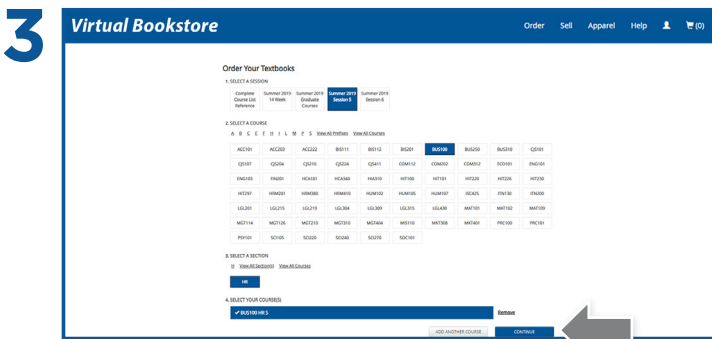 3
Virtual Bookstore
Order Sell Apparel Help (0)
Order Your Textbooks
1. SELECT A SESSION
Complete Course List Reference
Summer 2019 14 Week
Summer 2019 Graduate Courses
Summer 2019 Session 5
Summer 2019 Session 6
2. SELECT A COURSE
A B C E F H I L M P S View All Prefixes View All Courses
ACC101 ACC203 ACC222 BIS111 BIS112 BIS201 BUS100 BUS250 BUS310 CJS101
CJS107 CJS204 CJS210 CJS224 CJS411 COM112 COM202 COM312 ECD101 ENG101
ENG103 FIN201 HCA101 HCA340 HIA310 HIT100 HIT101 HIT220 HIT226 HIT230
HIT297 HRM201 HRM380 HRM410 HUM102 HUM105 HUM107 ISC425 ITN130 ITN200
LGL201 LGL215 LGL219 LGL304 LGL309 LGL315 LGL430 MAT101 MAT102 MAT109
MGT114 MGT126 MGT210 MGT310 MGT404 MIS110 MKT308 MKT401 PRC100 PRC101
PSY101 SCI105 SCI220 SCI240 SCI270 SOC101
3. SELECT A SECTION
H View All Section(s) View All Courses
HR
4. SELECT YOUR COURSE(S)
✓ BUS100 HR 5 Remove
ADD ANOTHER COURSE CONTINUE